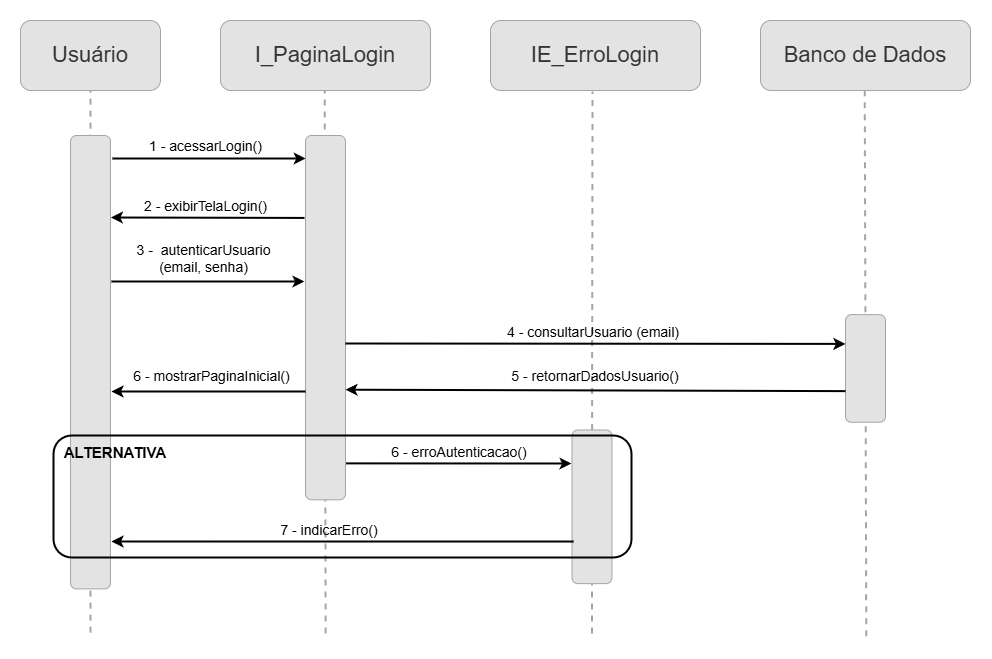 Usuário
I_PaginaLogin
IE_ErroLogin
Banco de Dados
1 - acessarLogin()
2 - exibirTelaLogin()
3 -  autenticarUsuario
(email, senha)
4 - consultarUsuario (email)
5 - retornarDadosUsuario()
6 - mostrarPaginaInicial()
ALTERNATIVA
6 - erroAutenticacao()
7 - indicarErro()